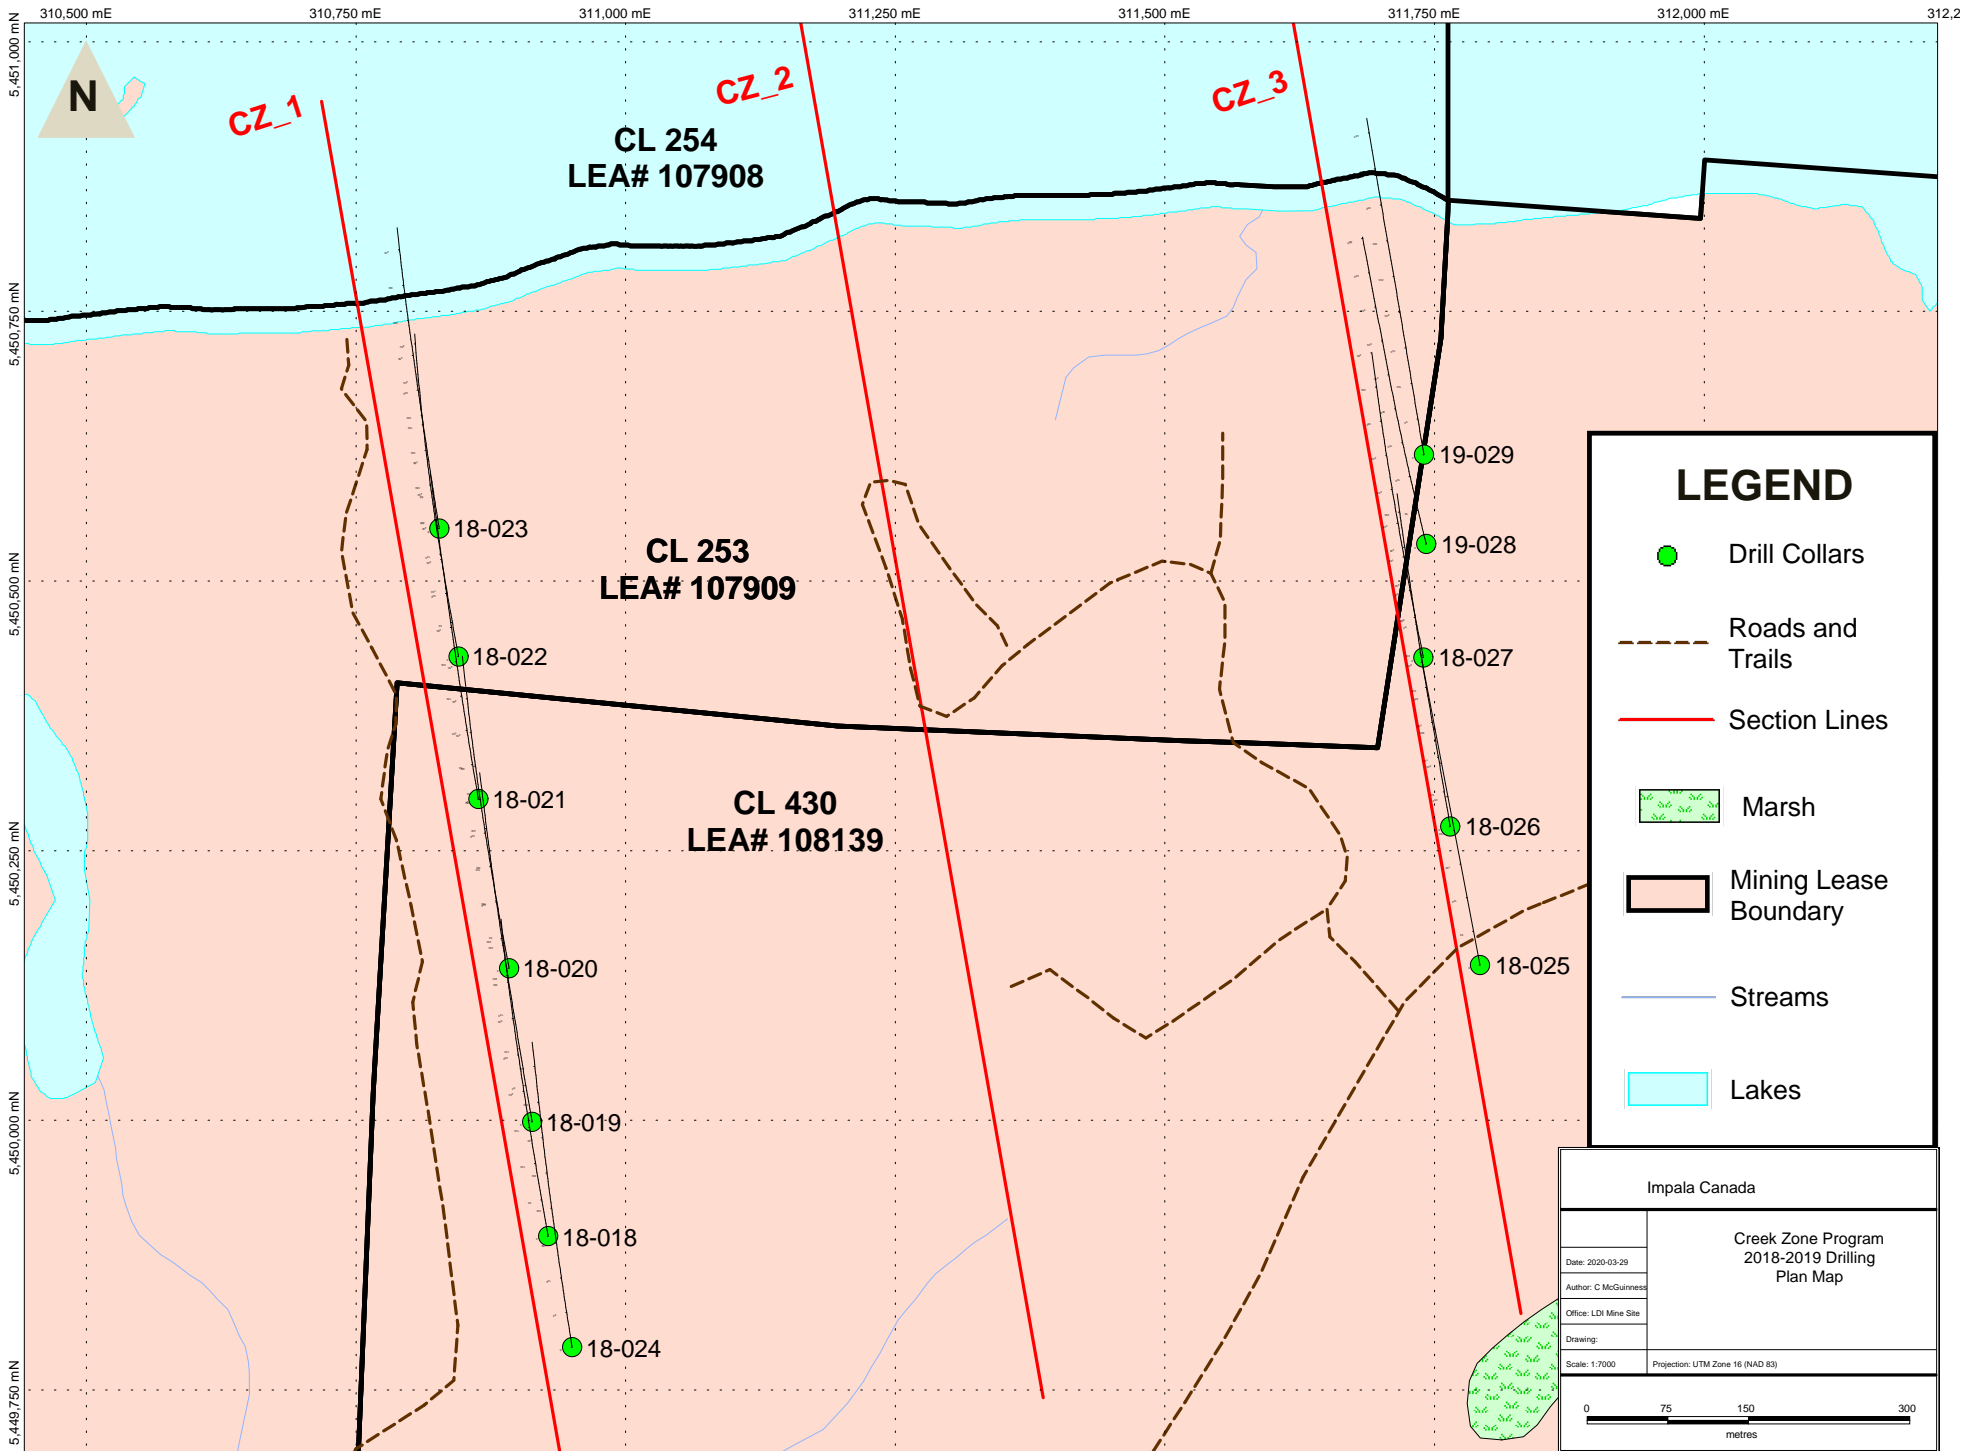 310,500 mE
310,750 mE
311,000 mE
311,250 mE
311,500 mE
311,750 mE
312,000 mE
312,2
5,451,000 mN
5,450,750 mN
5,450,500 mN
5,450,250 mN
5,450,000 mN
5,449,750 mN
N
CZ_1
CZ_2
CZ_3
CL 254
LEA# 107908
CL 253
LEA# 107909
CL 430
LEA# 108139
19-029
18-023
19-028
18-022
18-027
18-021
18-026
18-020
18-025
18-019
18-018
18-024
LEGEND
Drill Collars
Roads and
Trails
Section Lines
Marsh
Mining Lease
Boundary
Streams
Lakes
Impala Canada
Creek Zone Program
2018-2019 Drilling
Plan Map
Date: 2020-03-29
Author: C McGuinness
Office: LDI Mine Site
Drawing:
Scale: 1:7000
Projection: UTM Zone 16 (NAD 83)
0 75 150 300
metres